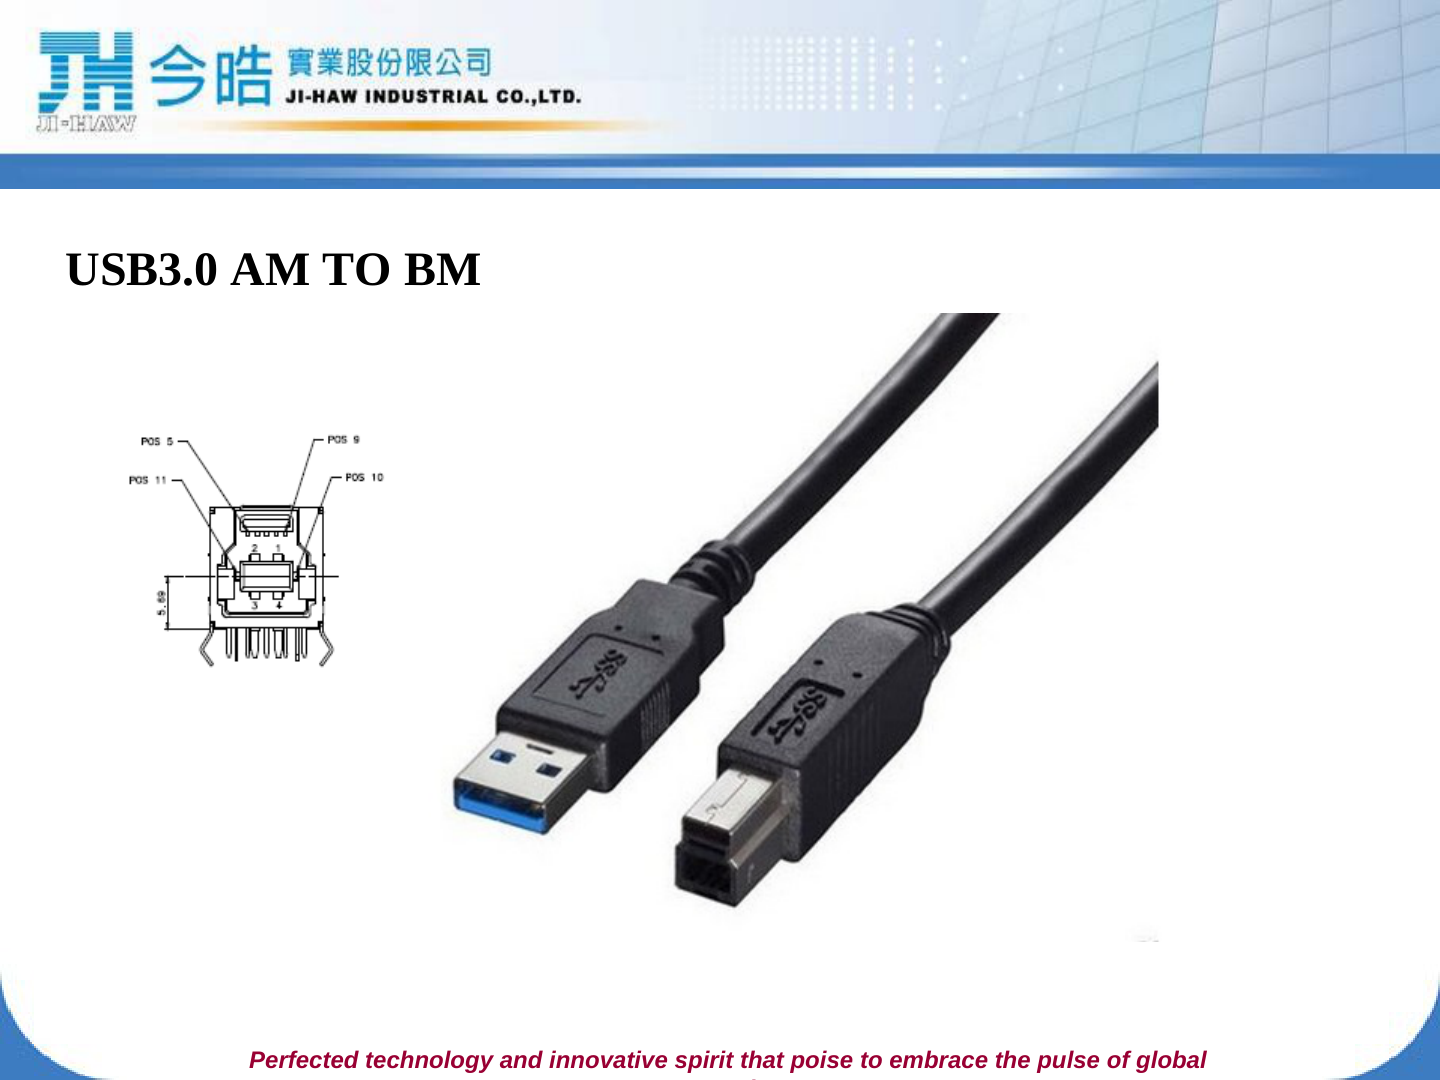 JH 今皓 實業股份限公司
JI-HAW INDUSTRIAL CO.,LTD.
JI-HAW
USB3.0 AM TO BM
POS 5
POS 9
POS 11
POS 10
2 1
3 4
5.69
Perfected technology and innovative spirit that poise to embrace the pulse of global